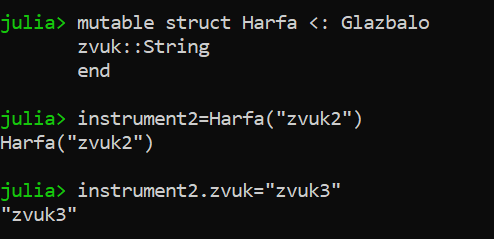 julia> mutable struct Harfa <: Glazbalo
zvuk::String
end
julia> instrument2=Harfa("zvuk2")
Harfa("zvuk2")
julia> instrument2.zvuk="zvuk3"
"zvuk3"